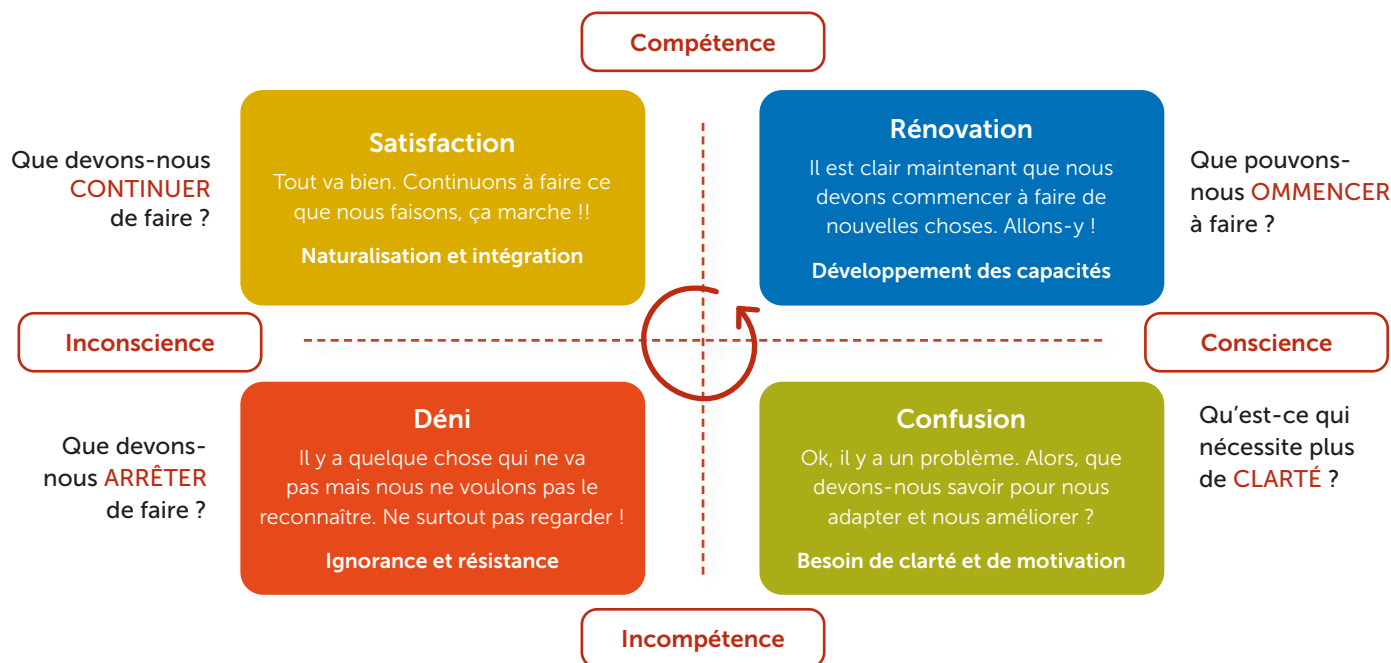 Compétence
Que devons-nous
CONTINUER
de faire ?
Satisfaction
Tout va bien. Continuons à faire ce
que nous faisons, ça marche !!
Naturalisation et intégration
Rénovation
Il est clair maintenant que nous
devons commencer à faire de
nouvelles choses. Allons-y !
Développement des capacités
Que pouvons-
nous OMMENCER
à faire ?
Inconscience
Conscience
Que devons-
nous ARRÊTER
de faire ?
Déni
Il y a quelque chose qui ne va
pas mais nous ne voulons pas le
reconnaître. Ne surtout pas regarder !
Ignorance et résistance
Confusion
Ok, il y a un problème. Alors, que
devons-nous savoir pour nous
adapter et nous améliorer ?
Besoin de clarté et de motivation
Qu’est-ce qui
nécessite plus
de CLARTÉ ?
Incompétence